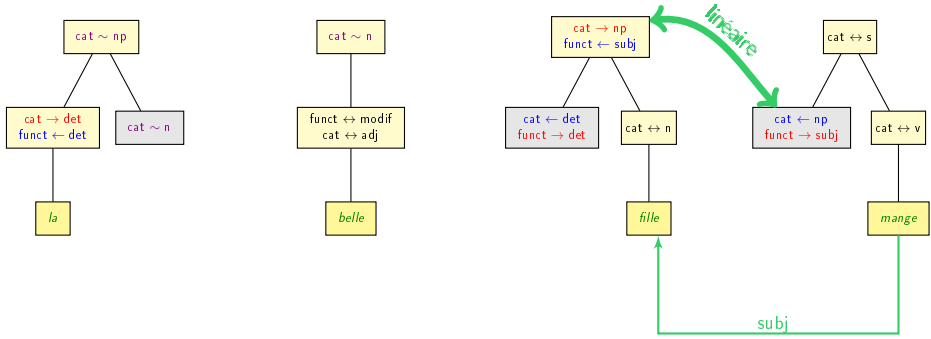 cat ∼ np
cat → det
funct ← det
cat ∼ n
la
cat ∼ n
funct ↔ modif
cat ↔ adj
belle
cat → np
funct ← subj
cat ← det
funct → det
cat ↔ n
fille
linéaire
cat ↔ s
cat ← np
funct → subj
cat ↔ v
mange
subj